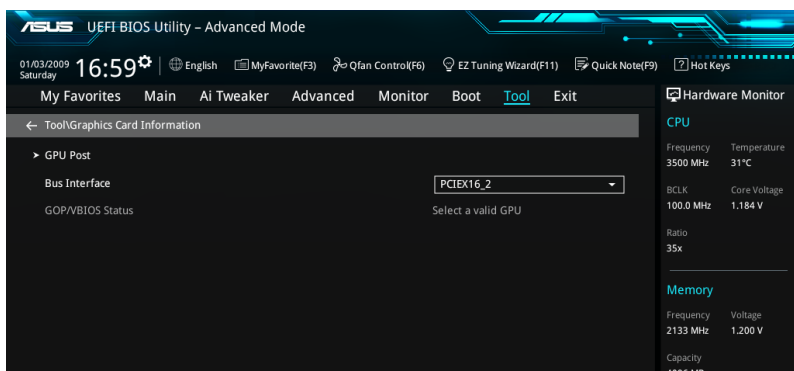 ASUS UEFI BIOS Utility – Advanced Mode
01/03/2009 Saturday 16:59 English MyFavorite(F3) Qfan Control(F6) EZ Tuning Wizard(F11) Quick Note(F9) ? Hot Keys
My Favorites Main Ai Tweaker Advanced Monitor Boot Tool Exit
← Tool\Graphics Card Information
> GPU Post
Bus Interface PCIEX16_2
GOP/VBIOS Status Select a valid GPU
Hardware Monitor
CPU
Frequency Temperature
3500 MHz 31°C
BCLK Core Voltage
100.0 MHz 1.184 V
Ratio
35x
Memory
Frequency Voltage
2133 MHz 1.200 V
Capacity